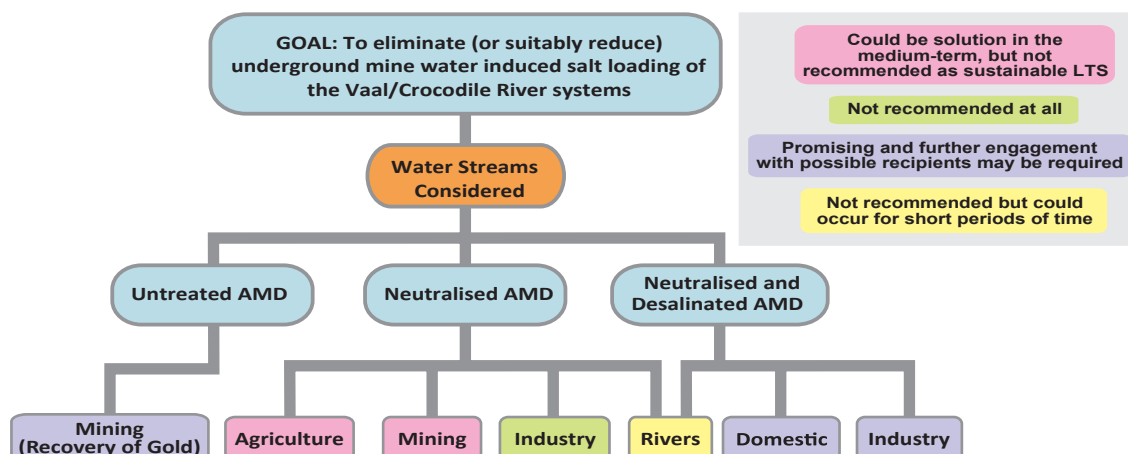 GOAL: To eliminate (or suitably reduce)
underground mine water induced salt loading of
the Vaal/Crocodile River systems
Could be solution in the
medium-term, but not
recommended as sustainable LTS
Not recommended at all
Promising and further engagement
with possible recipients may be required
Not recommended but could
occur for short periods of time
Water Streams
Considered
Untreated AMD
Neutralised AMD
Neutralised and
Desalinated AMD
Mining
(Recovery of Gold)
Agriculture
Mining
Industry
Rivers
Domestic
Industry